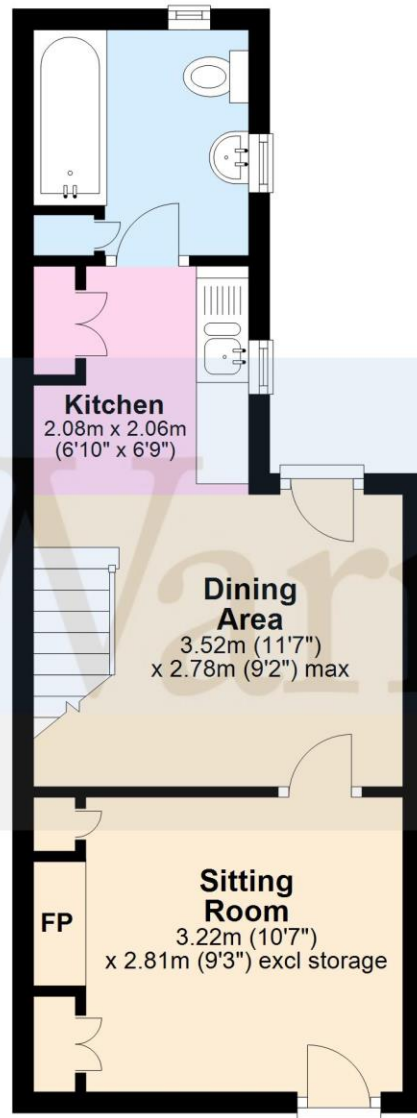 Kitchen
2.08m x 2.06m
(6'10" x 6'9")
Dining
Area
3.52m (11'7")
x 2.78m (9'2") max
Sitting
Room
3.22m (10'7")
x 2.81m (9'3") excl storage
FP